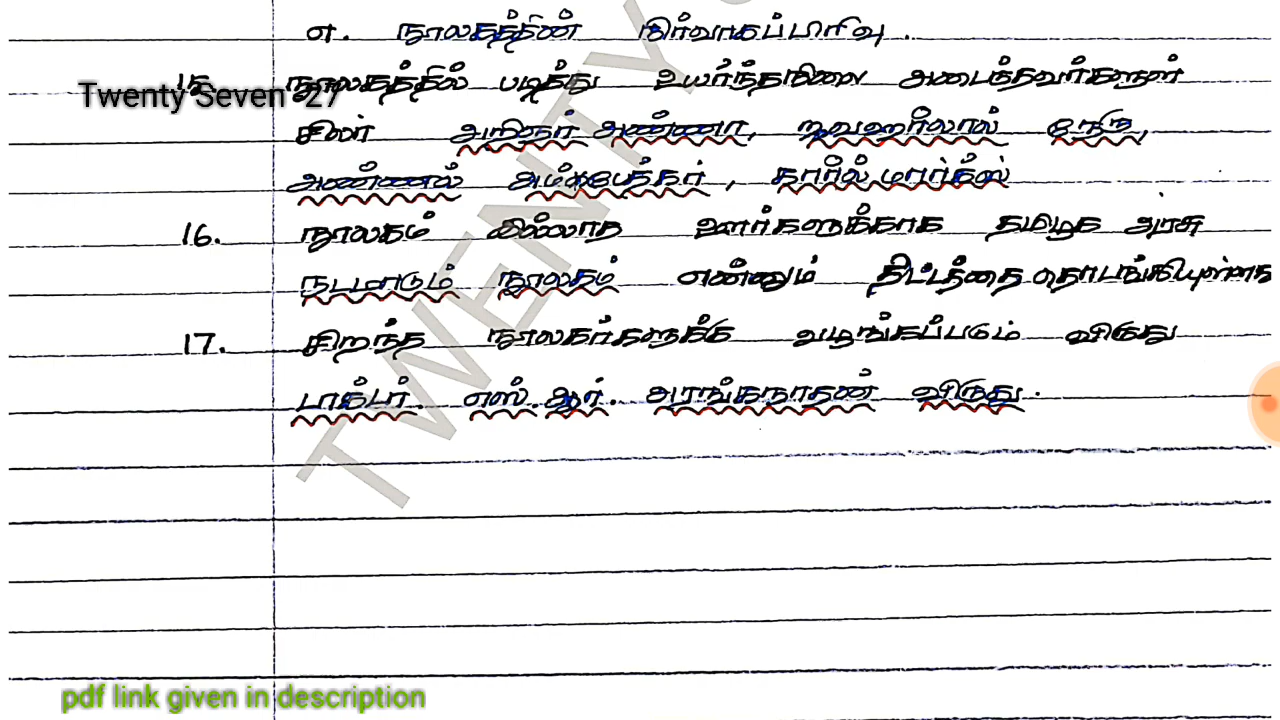 எ. நூலகத்தின் நிர்வாகப்பிரிவு.
15. நூலகத்தில் படித்து உயர்ந்தநிலை அடைந்தவர்களுள்
Twenty Seven 27
சிலர் அறிஞர் அண்ணா, ஜவஹர்லால் நேரு,
அண்ணல் அம்பேத்கர், கார்ல் மார்க்ஸ்
16. நூலகம் இல்லாத ஊர்களுக்காக தமிழக அரசு
நடமாடும் நூலகம் என்னும் திட்டத்தை தொடங்கியுள்ளது
17. சிறந்த நூலகர்களுக்கு வழங்கப்படும் விருது
டாக்டர். எஸ். ஆர். அரங்கநாதன் விருது.
TWENTY
pdf link given in description